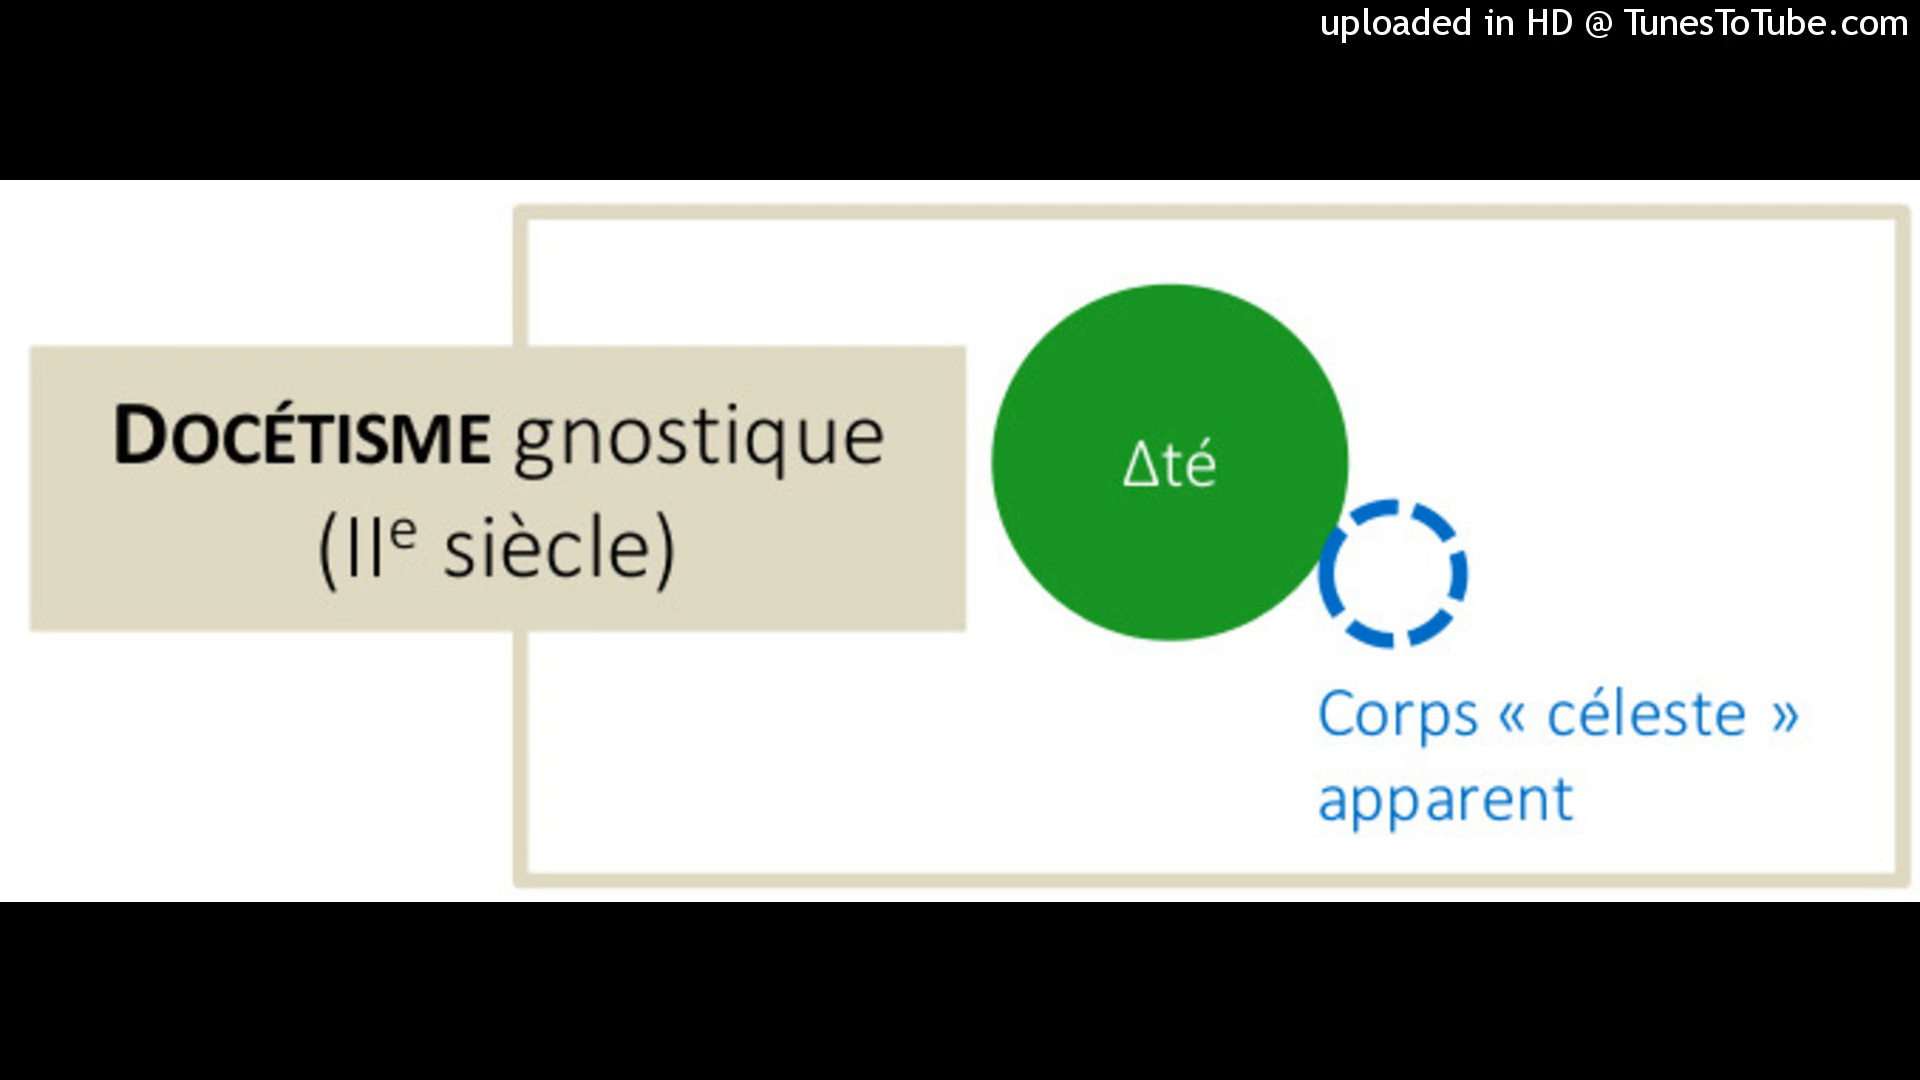 uploaded in HD @ TunesToTube.com
DOCÉTISME gnostique
(IIe siècle)
Δté
Corps « céleste »
apparent